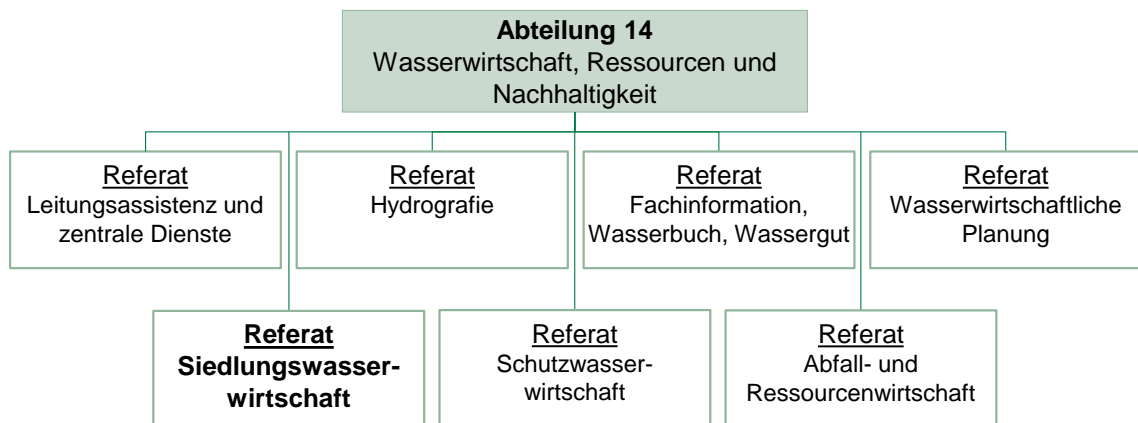 Abteilung 14
Wasserwirtschaft, Ressourcen und
Nachhaltigkeit
Referat
Leitungsassistenz und
zentrale Dienste
Referat
Hydrografie
Referat
Fachinformation,
Wasserbuch, Wassergut
Referat
Wasserwirtschaftliche
Planung
Referat
Siedlungswasser-
wirtschaft
Referat
Schutzwasser-
wirtschaft
Referat
Abfall- und
Ressourcenwirtschaft